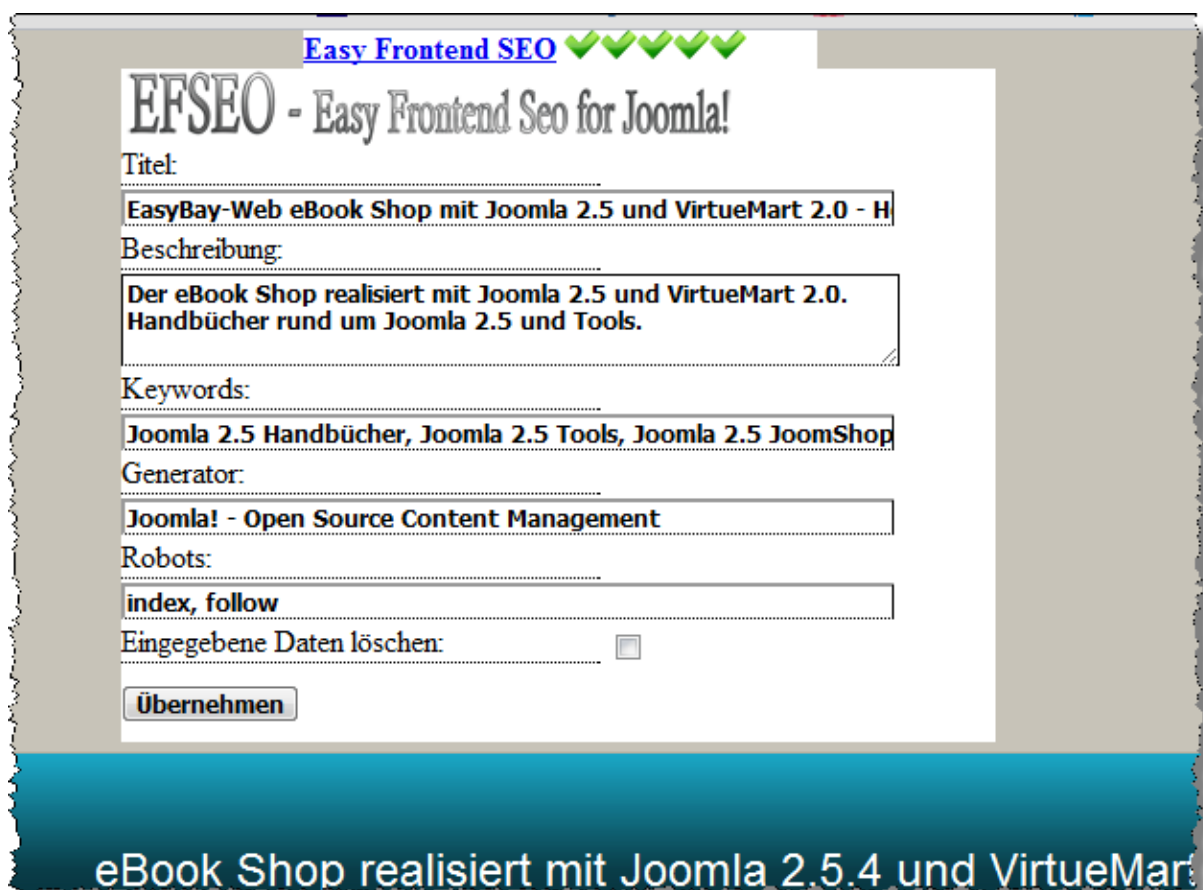 Easy Frontend SEO
EFSEO - Easy Frontend Seo for Joomla!
Titel:
EasyBay-Web eBook Shop mit Joomla 2.5 und VirtueMart 2.0 -
Beschreibung:
Der eBook Shop realisiert mit Joomla 2.5 und VirtueMart 2.0.
Handbücher rund um Joomla 2.5 und Tools.
Keywords:
Joomla 2.5 Handbücher, Joomla 2.5 Tools, Joomla 2.5 JoomShop
Generator:
Joomla! - Open Source Content Management
Robots:
index, follow
Eingegebene Daten löschen:
Übernehmen
eBook Shop realisiert mit Joomla 2.5.4 und VirtueMart